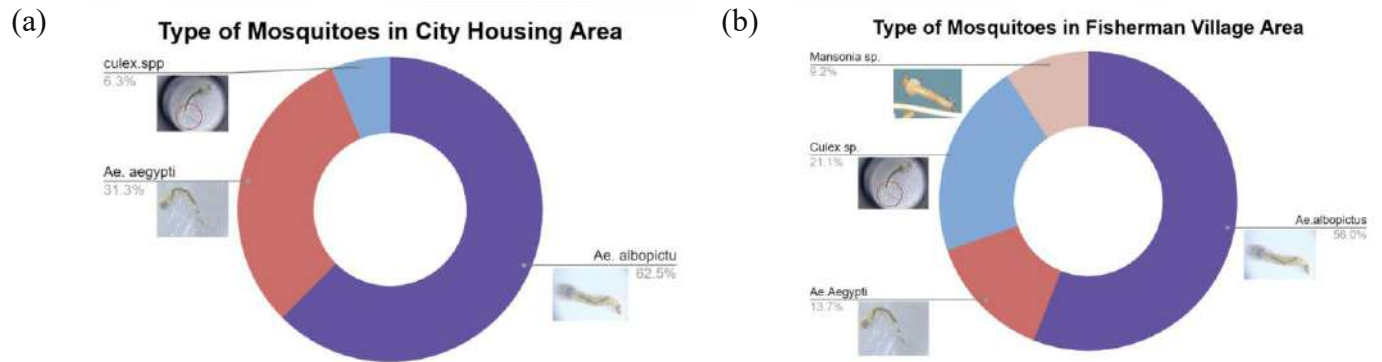 (a)
Type of Mosquitoes in City Housing Area
culex.spp
6.3%
Ae. aegypti
31.3%
Ae. albopictu
62.5%
(b)
Type of Mosquitoes in Fisherman Village Area
Mansonia sp.
9.2%
Culex sp.
21.1%
Ae.albopictus
56.0%
Ae.Aegypti
13.7%